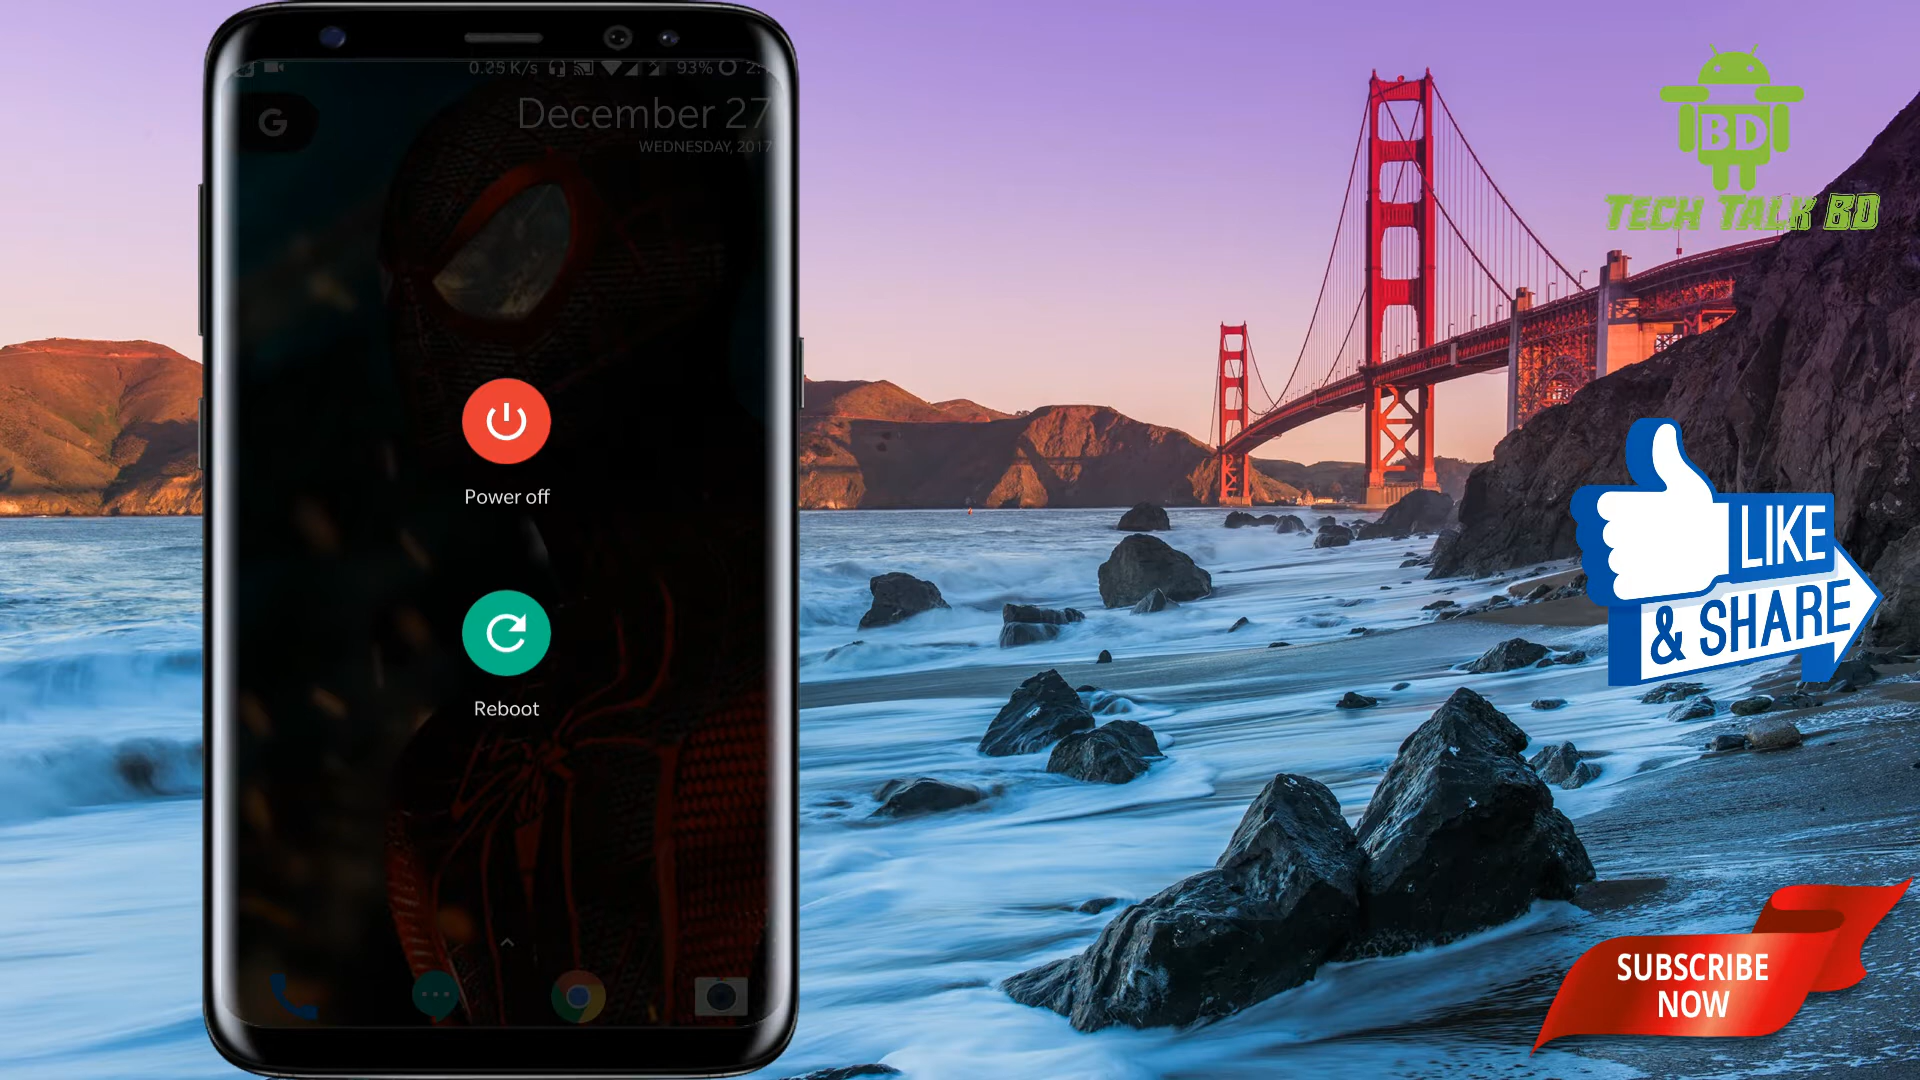 0.25 K/s
93%
December 27
WEDNESDAY, 2017
G
Power off
Reboot
BD
TECH TALK BD
LIKE
& SHARE
SUBSCRIBE
NOW